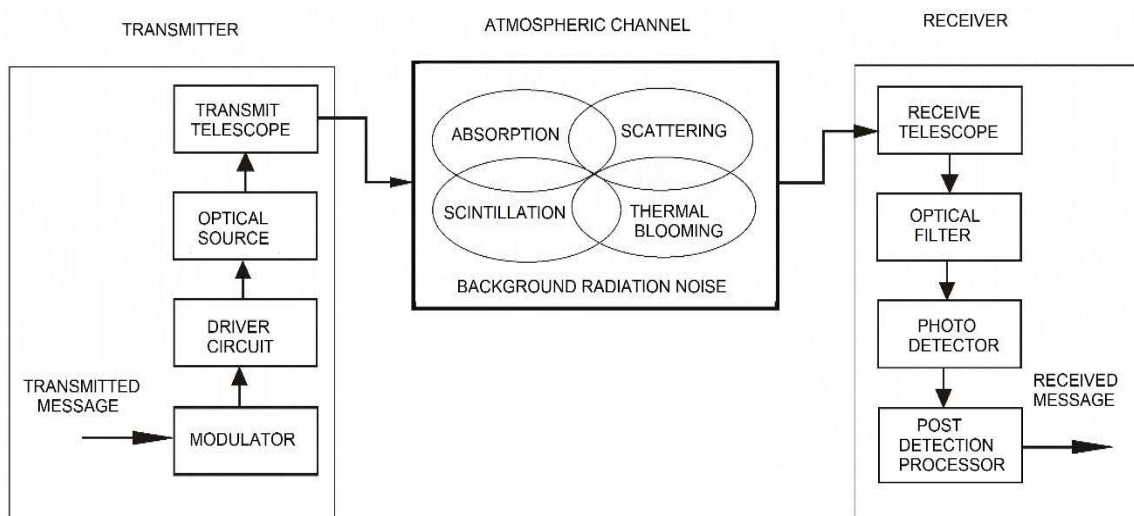 TRANSMITTER
TRANSMIT
TELESCOPE
OPTICAL
SOURCE
DRIVER
CIRCUIT
TRANSMITTED
MESSAGE
MODULATOR
ATMOSPHERIC CHANNEL
ABSORPTION
SCATTERING
SCINTILLATION
THERMAL
BLOOMING
BACKGROUND RADIATION NOISE
RECEIVER
RECEIVE
TELESCOPE
OPTICAL
FILTER
PHOTO
DETECTOR
RECEIVED
MESSAGE
POST
DETECTION
PROCESSOR